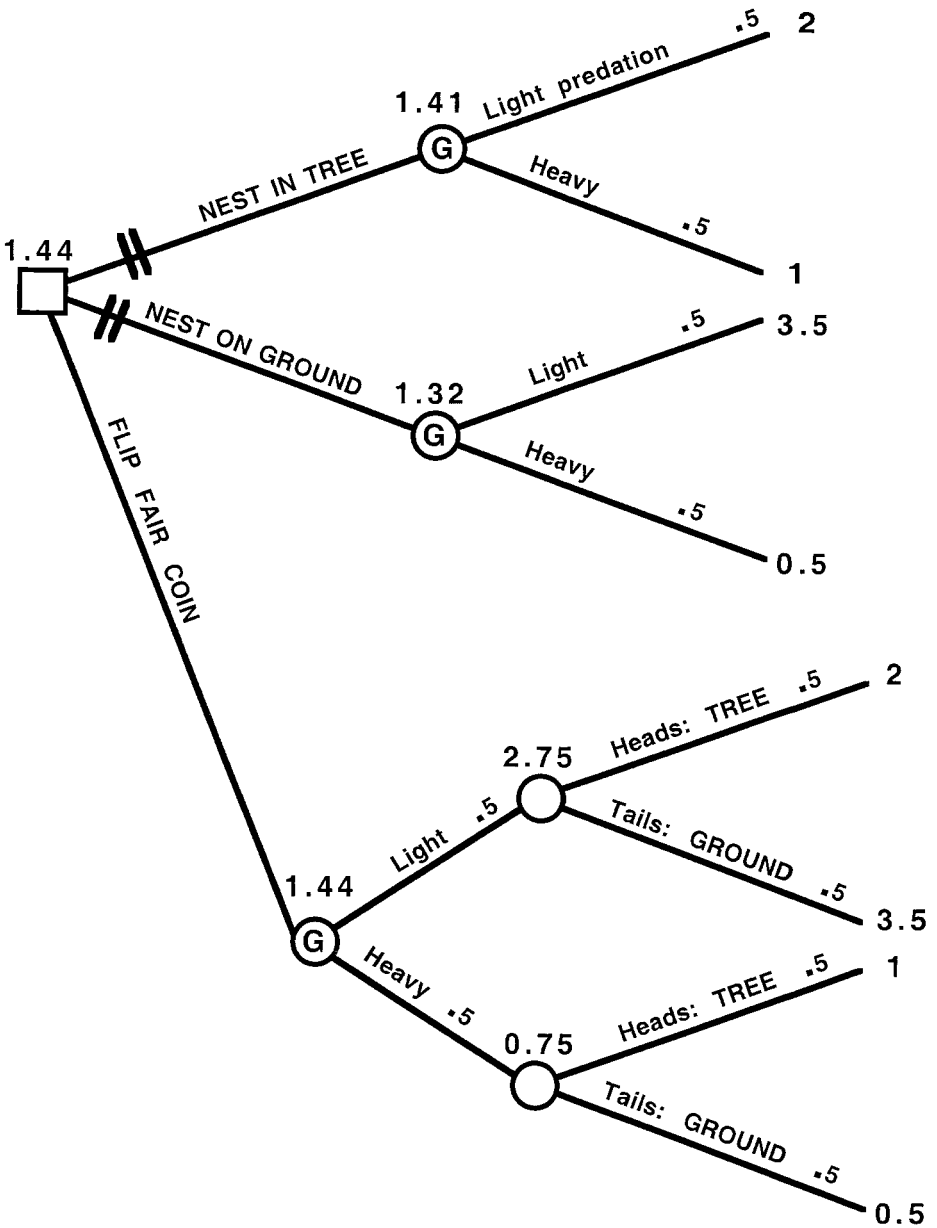 .5 2
1.41 Light predation
G
NEST IN TREE
Heavy
.5
1
1.44
NEST ON GROUND
.5 3.5
Light
1.32
G
Heavy
.5
0.5
FLIP FAIR COIN
.5 2
Heads: TREE
2.75
Tails: GROUND
.5
3.5
Light .5
1.44
G
Heavy .5
.5 1
Heads: TREE
0.75
Tails: GROUND
.5
0.5